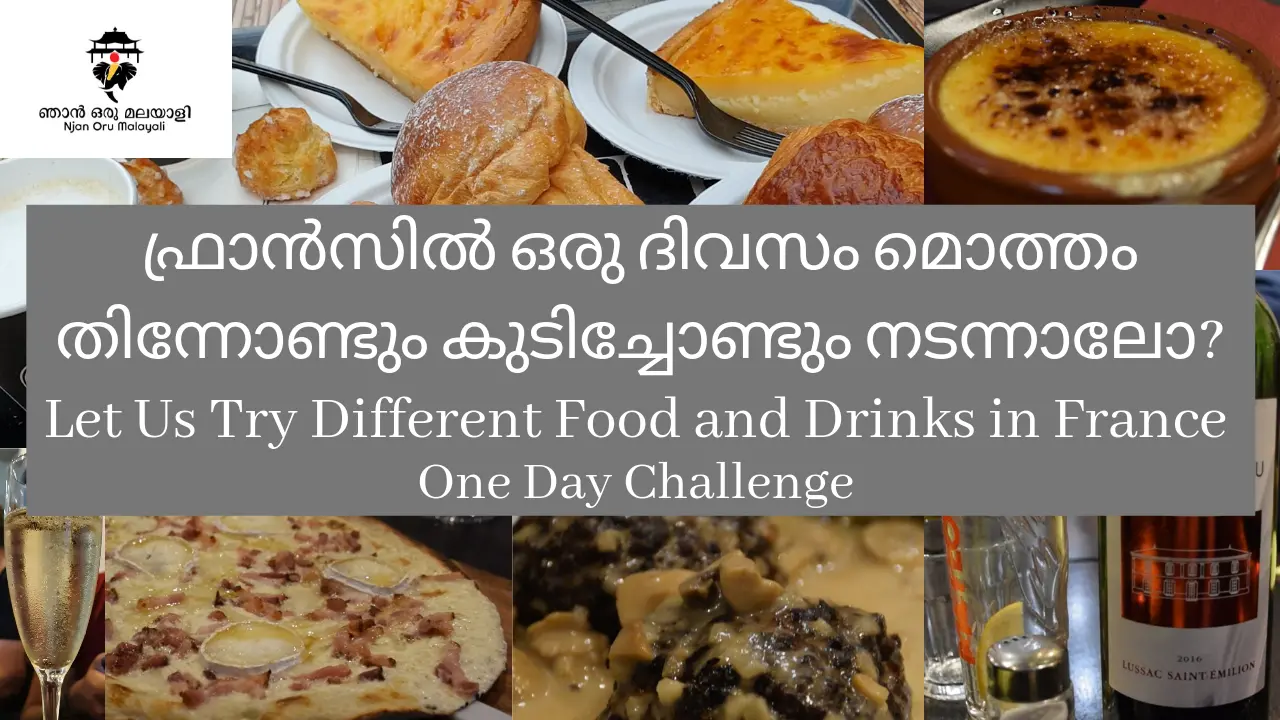 ഞാൻ ഒരു മലയാളി
Njan Oru Malayali
ഫ്രാൻസിൽ ഒരു ദിവസം മൊത്തം
തിന്നോണ്ടും കുടിച്ചോണ്ടും നടന്നാലോ?
Let Us Try Different Food and Drinks in France
One Day Challenge
2016
LUSSAC SAINT-EMILION